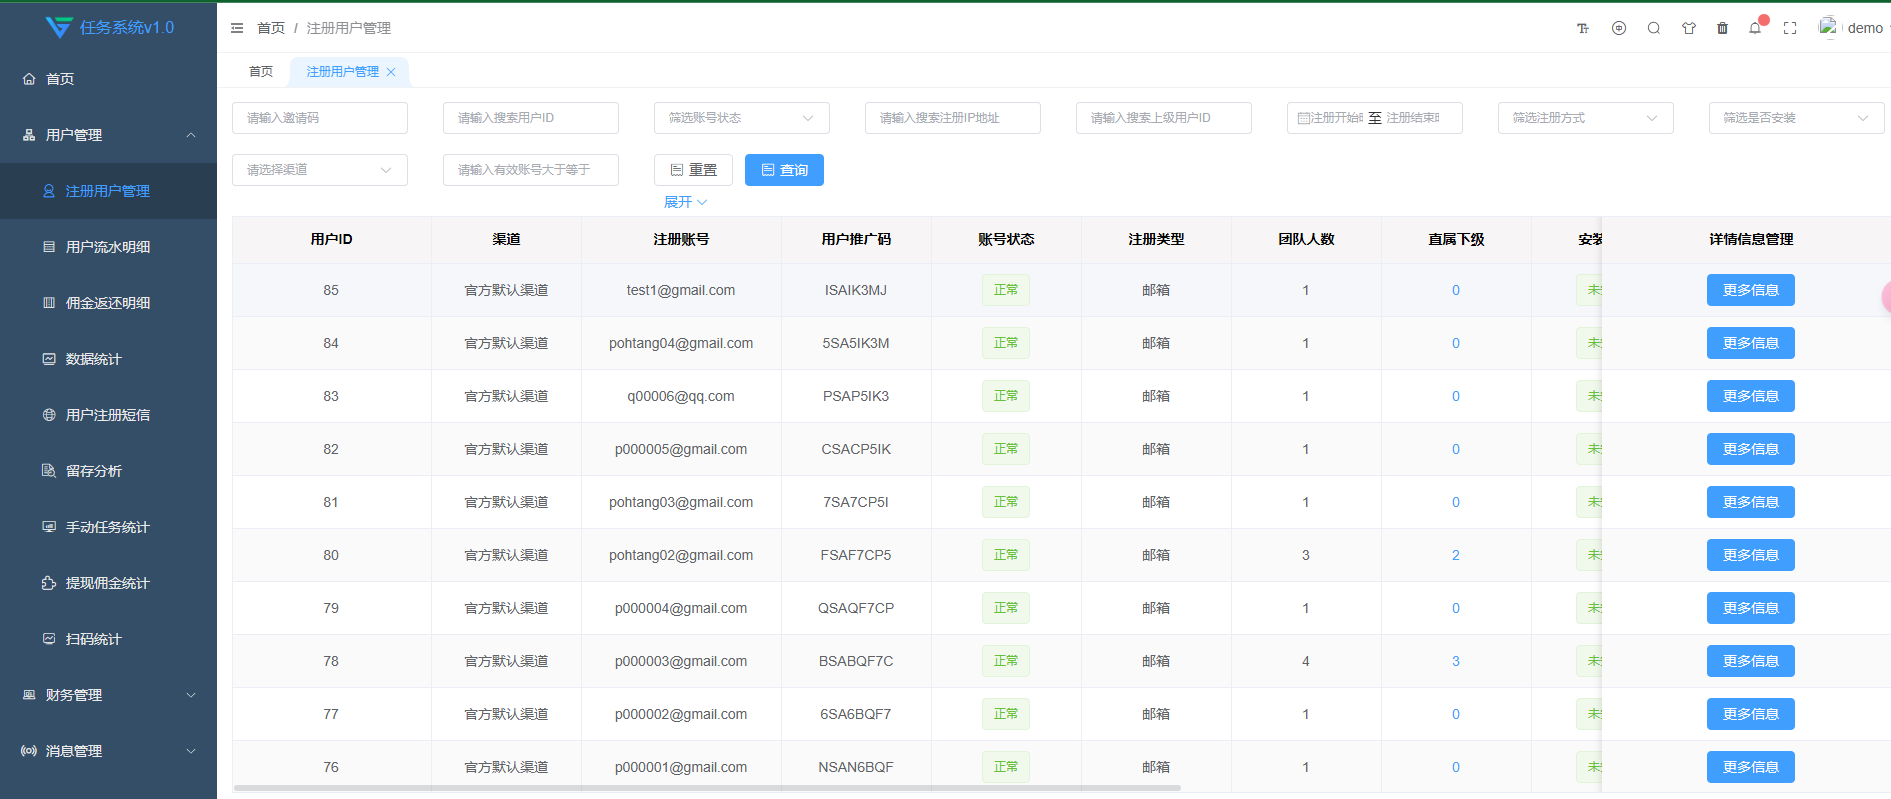 任务系统v1.0
首页 / 注册用户管理
demo
首页
注册用户管理
首页
用户管理
注册用户管理
用户流水明细
佣金返还明细
数据统计
用户注册短信
留存分析
手动任务统计
提现佣金统计
扫码统计
财务管理
消息管理
请输入邀请码 请输入搜索用户ID 筛选账号状态 请输入搜索注册IP地址 请输入搜索上级用户ID 注册开始 至 注册结束 筛选注册方式 筛选是否安装
请选择渠道 请输入有效账号大于等于 重置 查询
展开
用户ID 渠道 注册账号 用户推广码 账号状态 注册类型 团队人数 直属下级 安装 详情信息管理
85 官方默认渠道 test1@gmail.com ISAIK3MJ 正常 邮箱 1 0 未 更多信息
84 官方默认渠道 pohtang04@gmail.com 5SA5IK3M 正常 邮箱 1 0 未 更多信息
83 官方默认渠道 q00006@qq.com PSAP5IK3 正常 邮箱 1 0 未 更多信息
82 官方默认渠道 p000005@gmail.com CSACP5IK 正常 邮箱 1 0 未 更多信息
81 官方默认渠道 pohtang03@gmail.com 7SA7CP5I 正常 邮箱 1 0 未 更多信息
80 官方默认渠道 pohtang02@gmail.com FSAF7CP5 正常 邮箱 3 2 未 更多信息
79 官方默认渠道 p000004@gmail.com QSAQF7CP 正常 邮箱 1 0 未 更多信息
78 官方默认渠道 p000003@gmail.com BSABQF7C 正常 邮箱 4 3 未 更多信息
77 官方默认渠道 p000002@gmail.com 6SA6BQF7 正常 邮箱 1 0 未 更多信息
76 官方默认渠道 p000001@gmail.com NSAN6BQF 正常 邮箱 1 0 未 更多信息